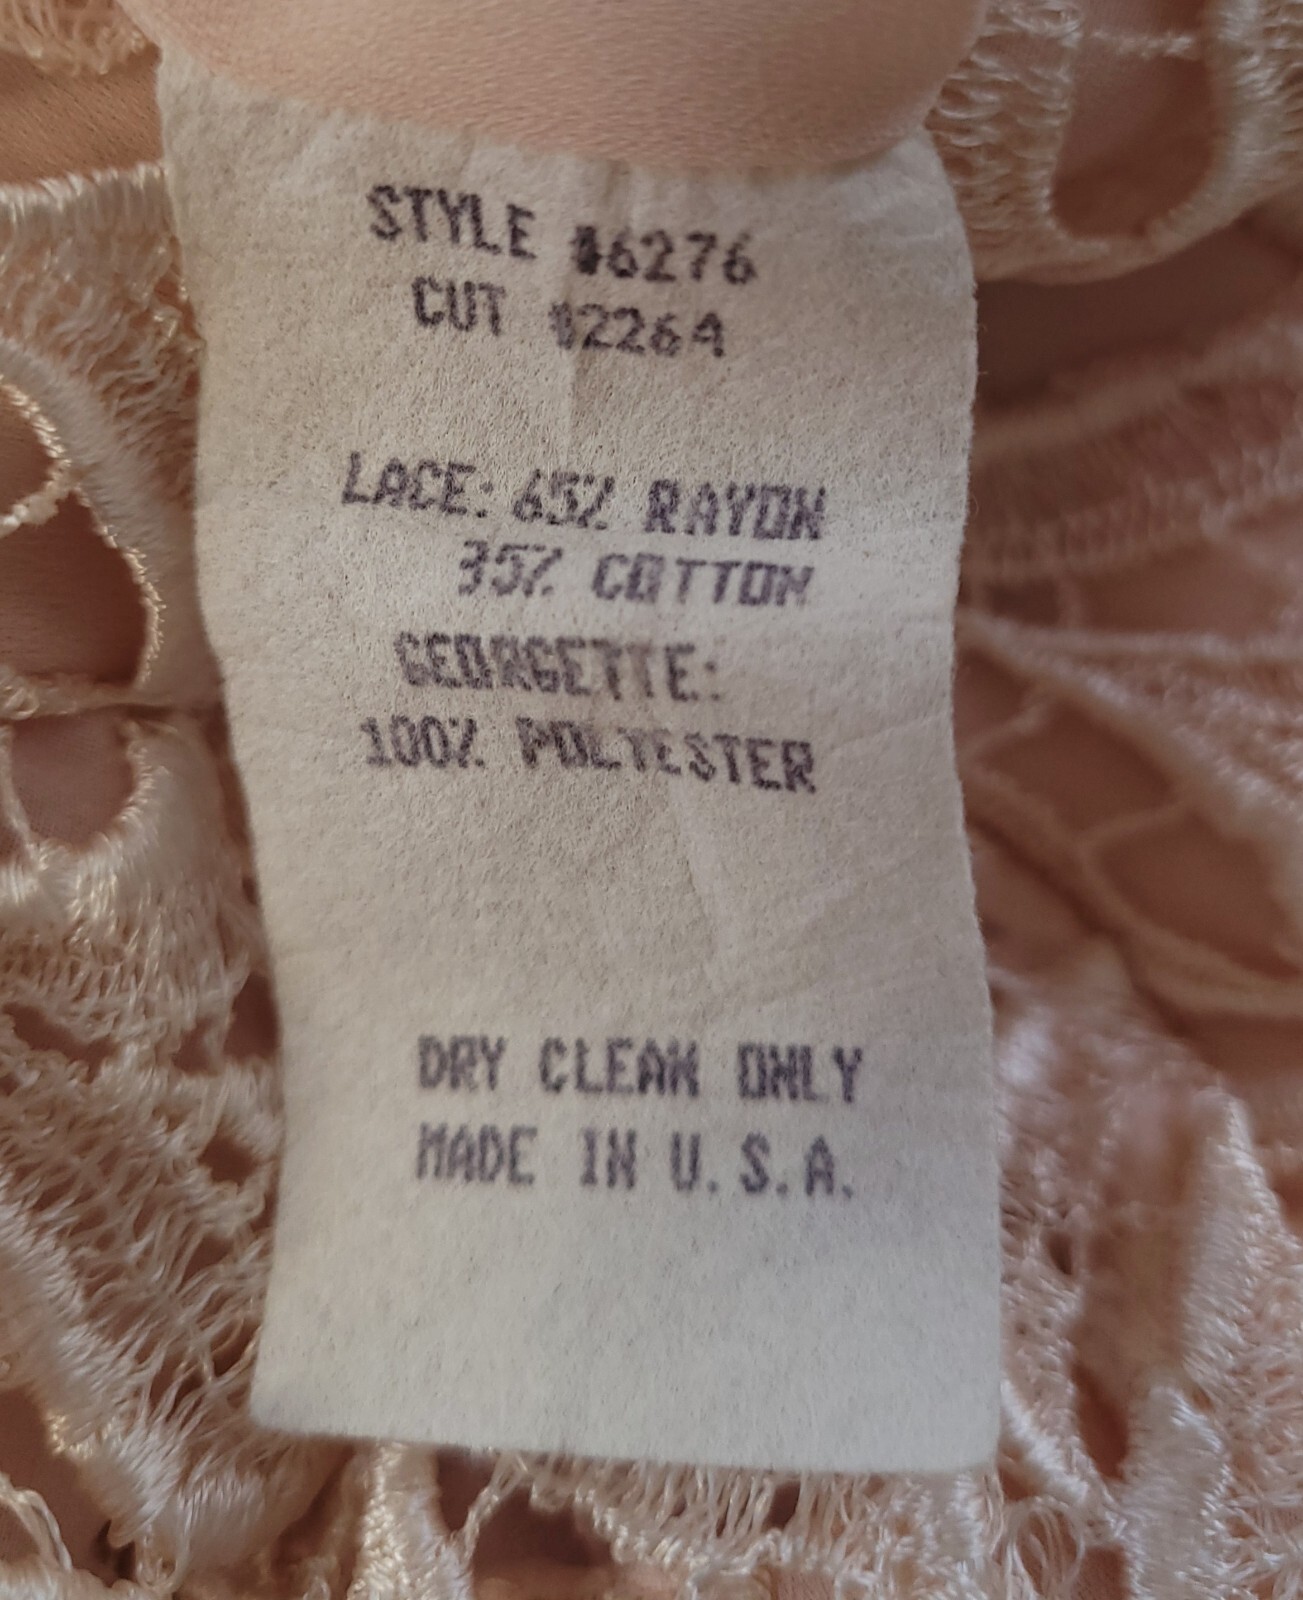 STYLE #6276
CUT #2264
LACE: 65% RAYON
35% COTTON
GEORGETTE:
100% POLYESTER
DRY CLEAN ONLY
MADE IN U.S.A.